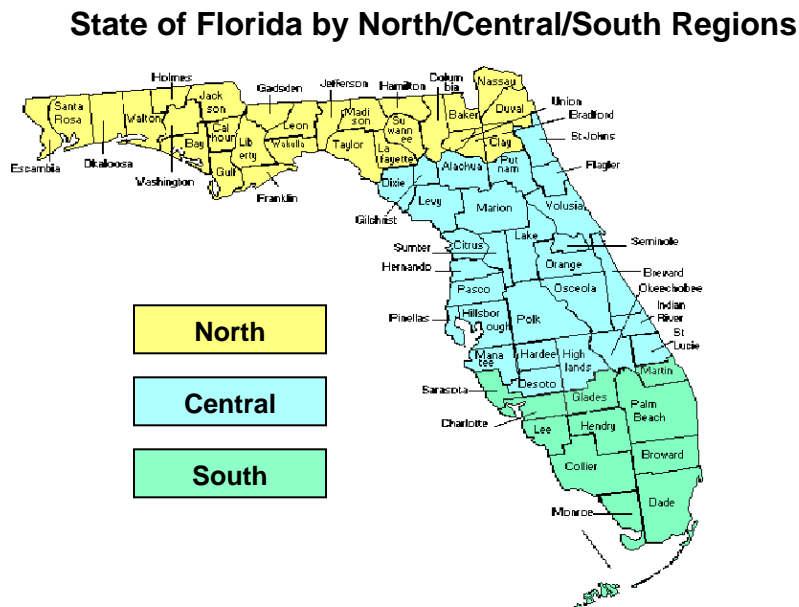 State of Florida by North/Central/South Regions
Holmes
Jack
son
Gadsden
Jefferson
Hamilton
Colum
bia
Nassau
Santa
Rosa
Walton
Cal
houn
Leon
Madi
son
Su
wann
ee
Baker
Duval
Union
Bradford
Escambia
Okaloosa
Washington
Bay
Lib
erty
Wakulla
Gulf
Franklin
Taylor
La
fayette
Clay
St Johns
Dixie
Alachua
Put
nam
Flagler
Gilchrist
Levy
Marion
Volusia
Sumter
Citrus
Lake
Seminole
Hernando
Orange
Brevard
Pasco
Osceola
Okeechobee
Pinellas
Hillsbor
ough
Polk
Indian
River
St
Lucie
Mana
tee
Hardee
High
lands
Sarasota
Desoto
Martin
Charlotte
Glades
Palm
Beach
Lee
Hendry
Collier
Broward
Monroe
Dade
North
Central
South